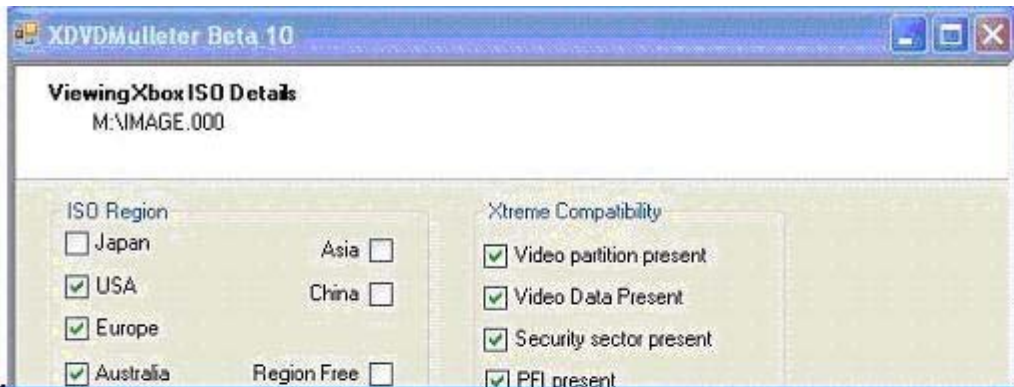 XDVDMulleter Beta 10
ViewingXbox ISO Details
M:\IMAGE.000
ISO Region
Japan
Asia
USA
China
Europe
Australia
Region Free
Xtreme Compatibility
Video partition present
Video Data Present
Security sector present
PFI present